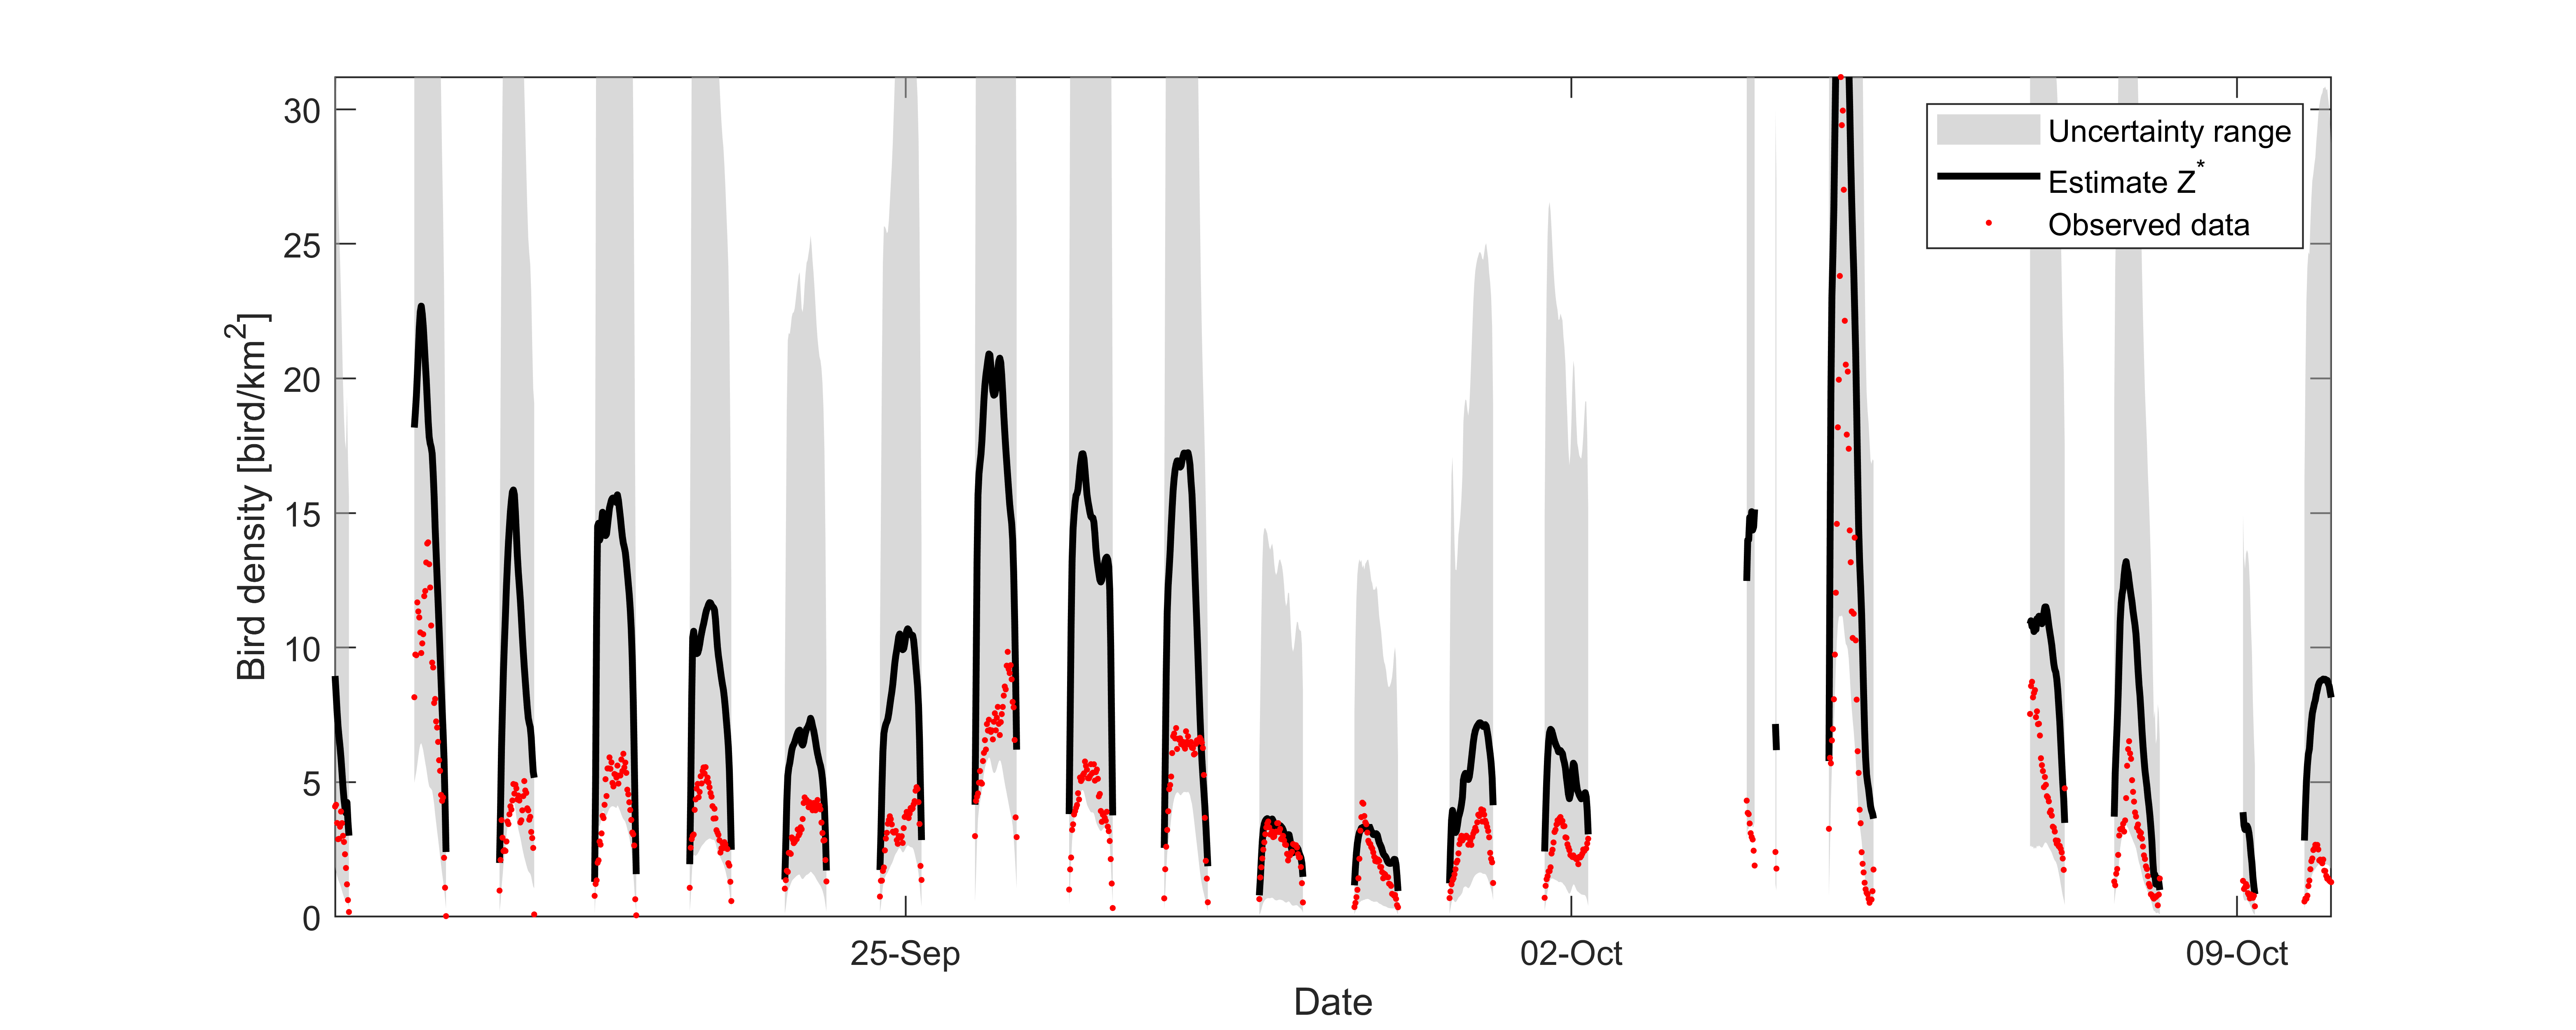 30
25
20
15
10
5
0
Bird density [bird/km²]
Uncertainty range
Estimate Z*
Observed data
25-Sep
02-Oct
09-Oct
Date